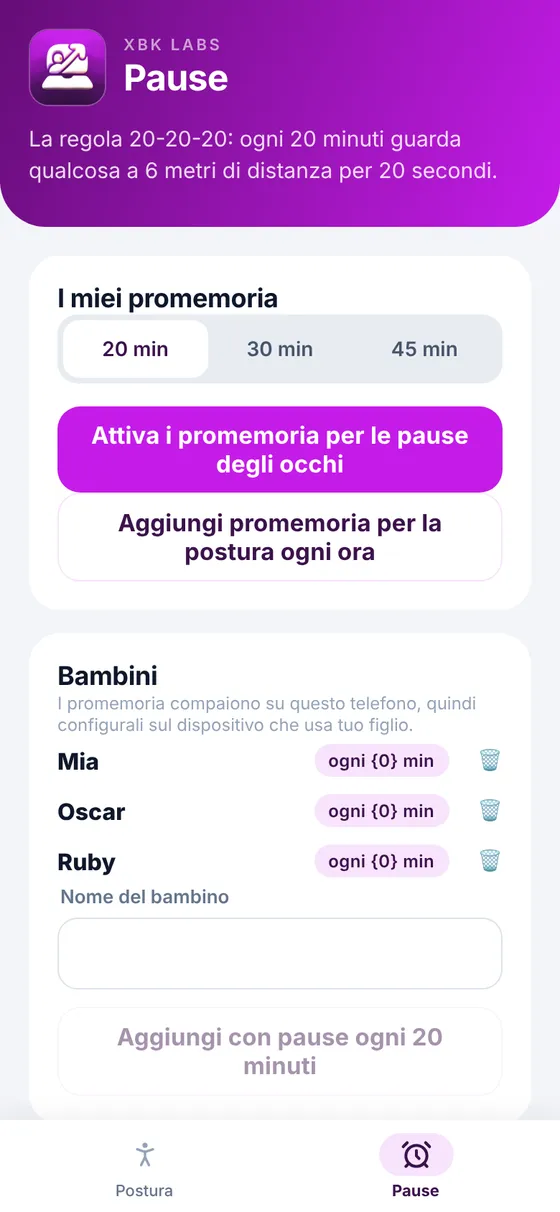 XBK LABS
Pause
La regola 20-20-20: ogni 20 minuti guarda
qualcosa a 6 metri di distanza per 20 secondi.
I miei promemoria
20 min
30 min
45 min
Attiva i promemoria per le pause
degli occhi
Aggiungi promemoria per la
postura ogni ora
Bambini
I promemoria compaiono su questo telefono, quindi
configurali sul dispositivo che usa tuo figlio.
Mia
ogni {0} min
Oscar
ogni {0} min
Ruby
ogni {0} min
Nome del bambino
Aggiungi con pause ogni 20
minuti
Postura
Pause